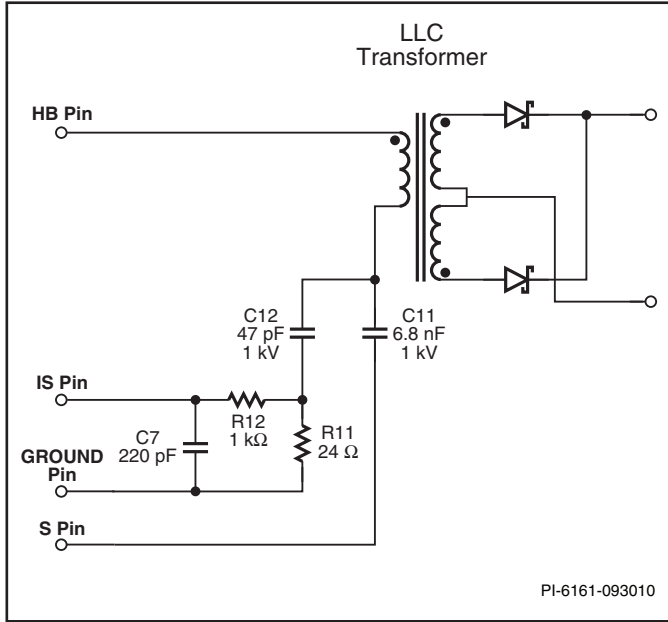 LLC
Transformer
HB Pin
C12
47 pF
1 kV
C11
6.8 nF
1 kV
IS Pin
R12
1 kΩ
C7
220 pF
R11
24 Ω
GROUND
Pin
S Pin
PI-6161-093010